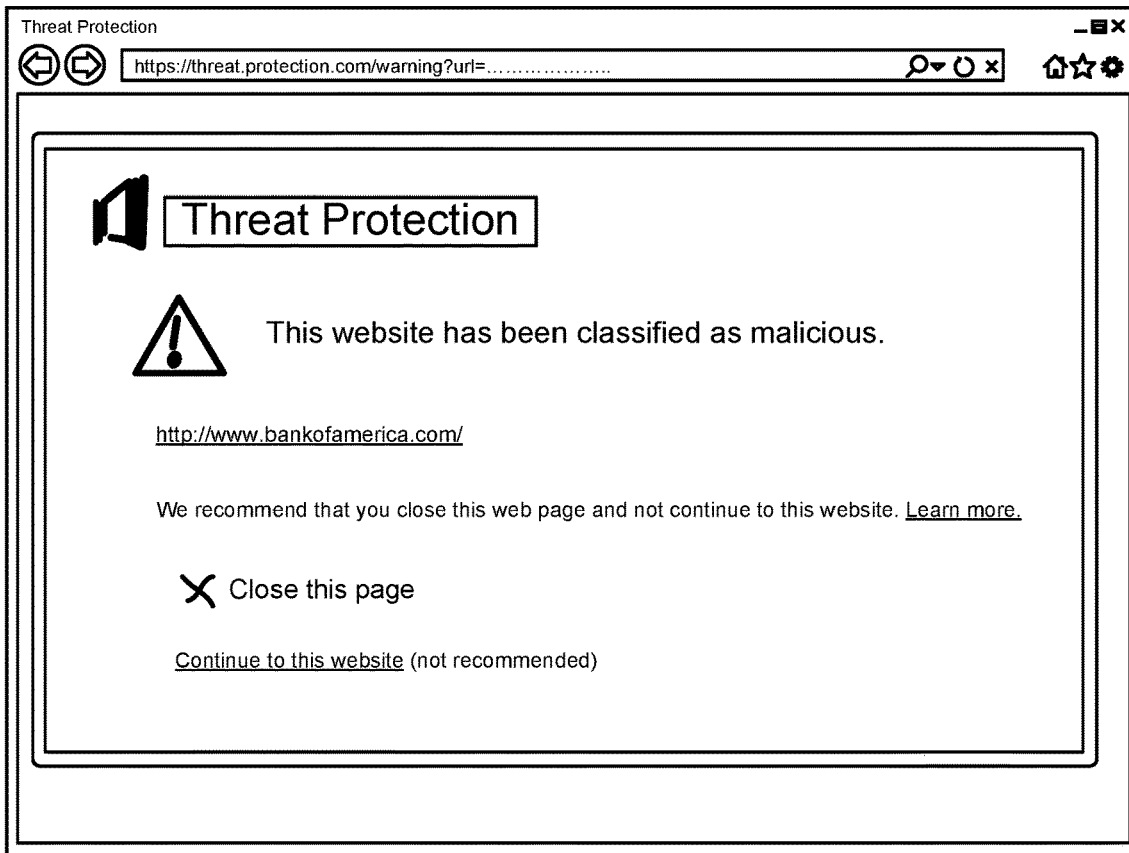 Threat Protection
https://threat.protection.com/warning?url=...................
Threat Protection
This website has been classified as malicious.
http://www.bankofamerica.com/
We recommend that you close this web page and not continue to this website. Learn more.
Close this page
Continue to this website (not recommended)